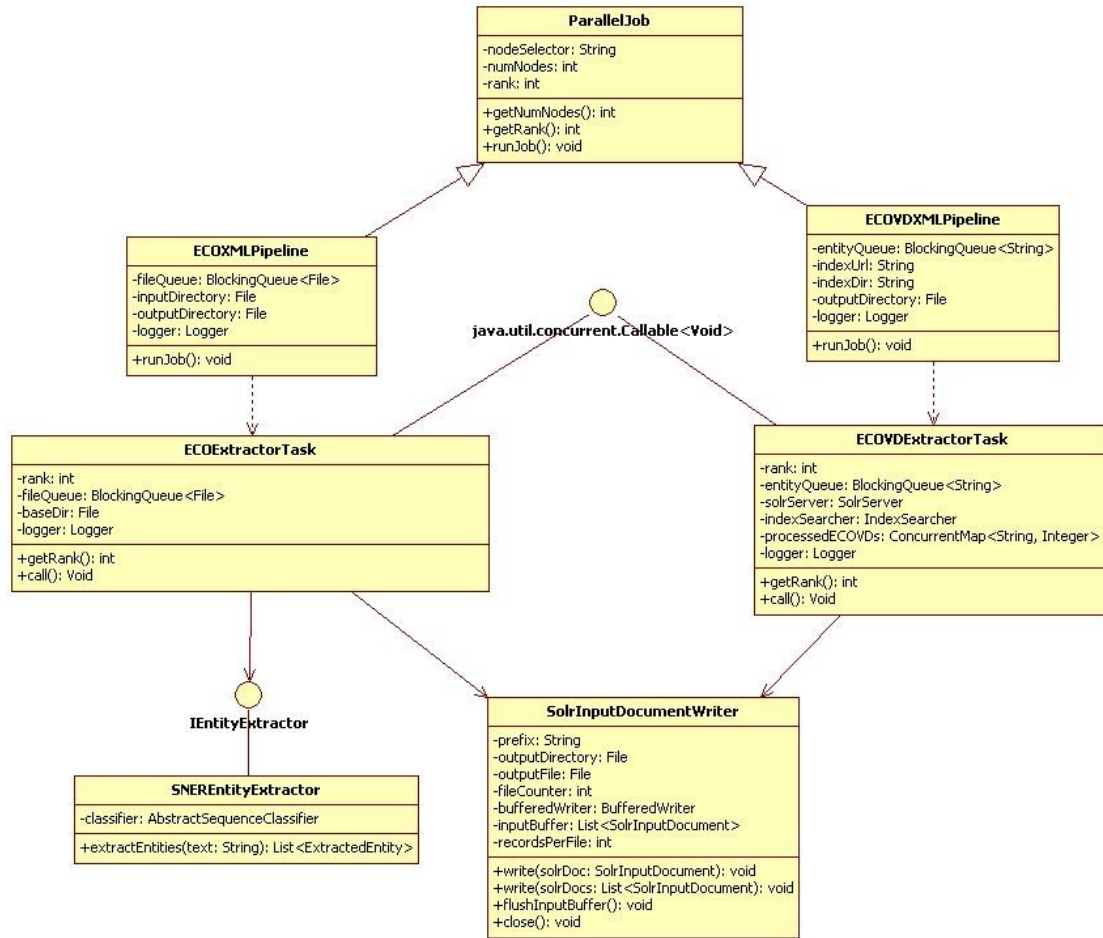 ParallelJob
-nodeSelector: String
-numNodes: int
-rank: int
+getNumNodes(): int
+getRank(): int
+runJob(): void
ECOXMLPipeline
-fileQueue: BlockingQueue<File>
-inputDirectory: File
-outputDirectory: File
-logger: Logger
+runJob(): void
ECOVDXMLPipeline
-entityQueue: BlockingQueue<String>
-indexUrl: String
-indexDir: String
-outputDirectory: File
-logger: Logger
+runJob(): void
java.util.concurrent.Callable<Void>
ECOExtractorTask
-rank: int
-fileQueue: BlockingQueue<File>
-baseDir: File
-logger: Logger
+getRank(): int
+call(): Void
ECOVDExtractorTask
-rank: int
-entityQueue: BlockingQueue<String>
-solrServer: SolrServer
-indexSearcher: IndexSearcher
-processedECOVDs: ConcurrentMap<String, Integer>
-logger: Logger
+getRank(): int
+call(): Void
IEntityExtractor
SNEREntityExtractor
-classifier: AbstractSequenceClassifier
+extractEntities(text: String): List<ExtractedEntity>
SolrInputDocumentWriter
-prefix: String
-outputDirectory: File
-outputFile: File
-fileCounter: int
-bufferedWriter: BufferedWriter
-inputBuffer: List<SolrInputDocument>
-recordsPerFile: int
+write(solrDoc: SolrInputDocument): void
+write(solrDocs: List<SolrInputDocument): void
+flushInputBuffer(): void
+close(): void